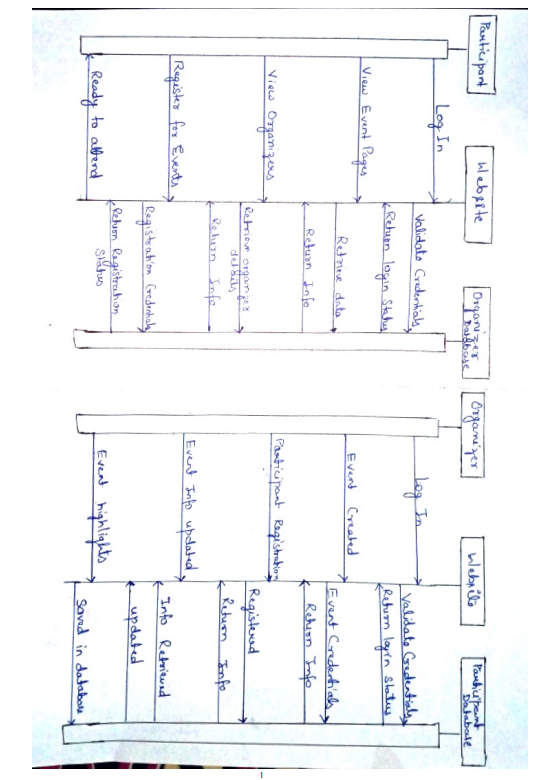 Participant
Website
Organizer
Database
Log In
Validate Credentials
Return login Status
View Event Pages
Retrieve data
Return Info
View Organizers
Retrieve organizer
details
Return Info
Register for Events
Registration Credentials
Return Registration
Status
Ready to attend
Organizer
Website
Participant
Database
Log In
Validate Credentials
Return login Status
Event Created
Event Credentials
Return Info
Participant Registration
Registered
Return Info
Event Info updated
Info Retrieved
updated
Event highlights
Saved in database